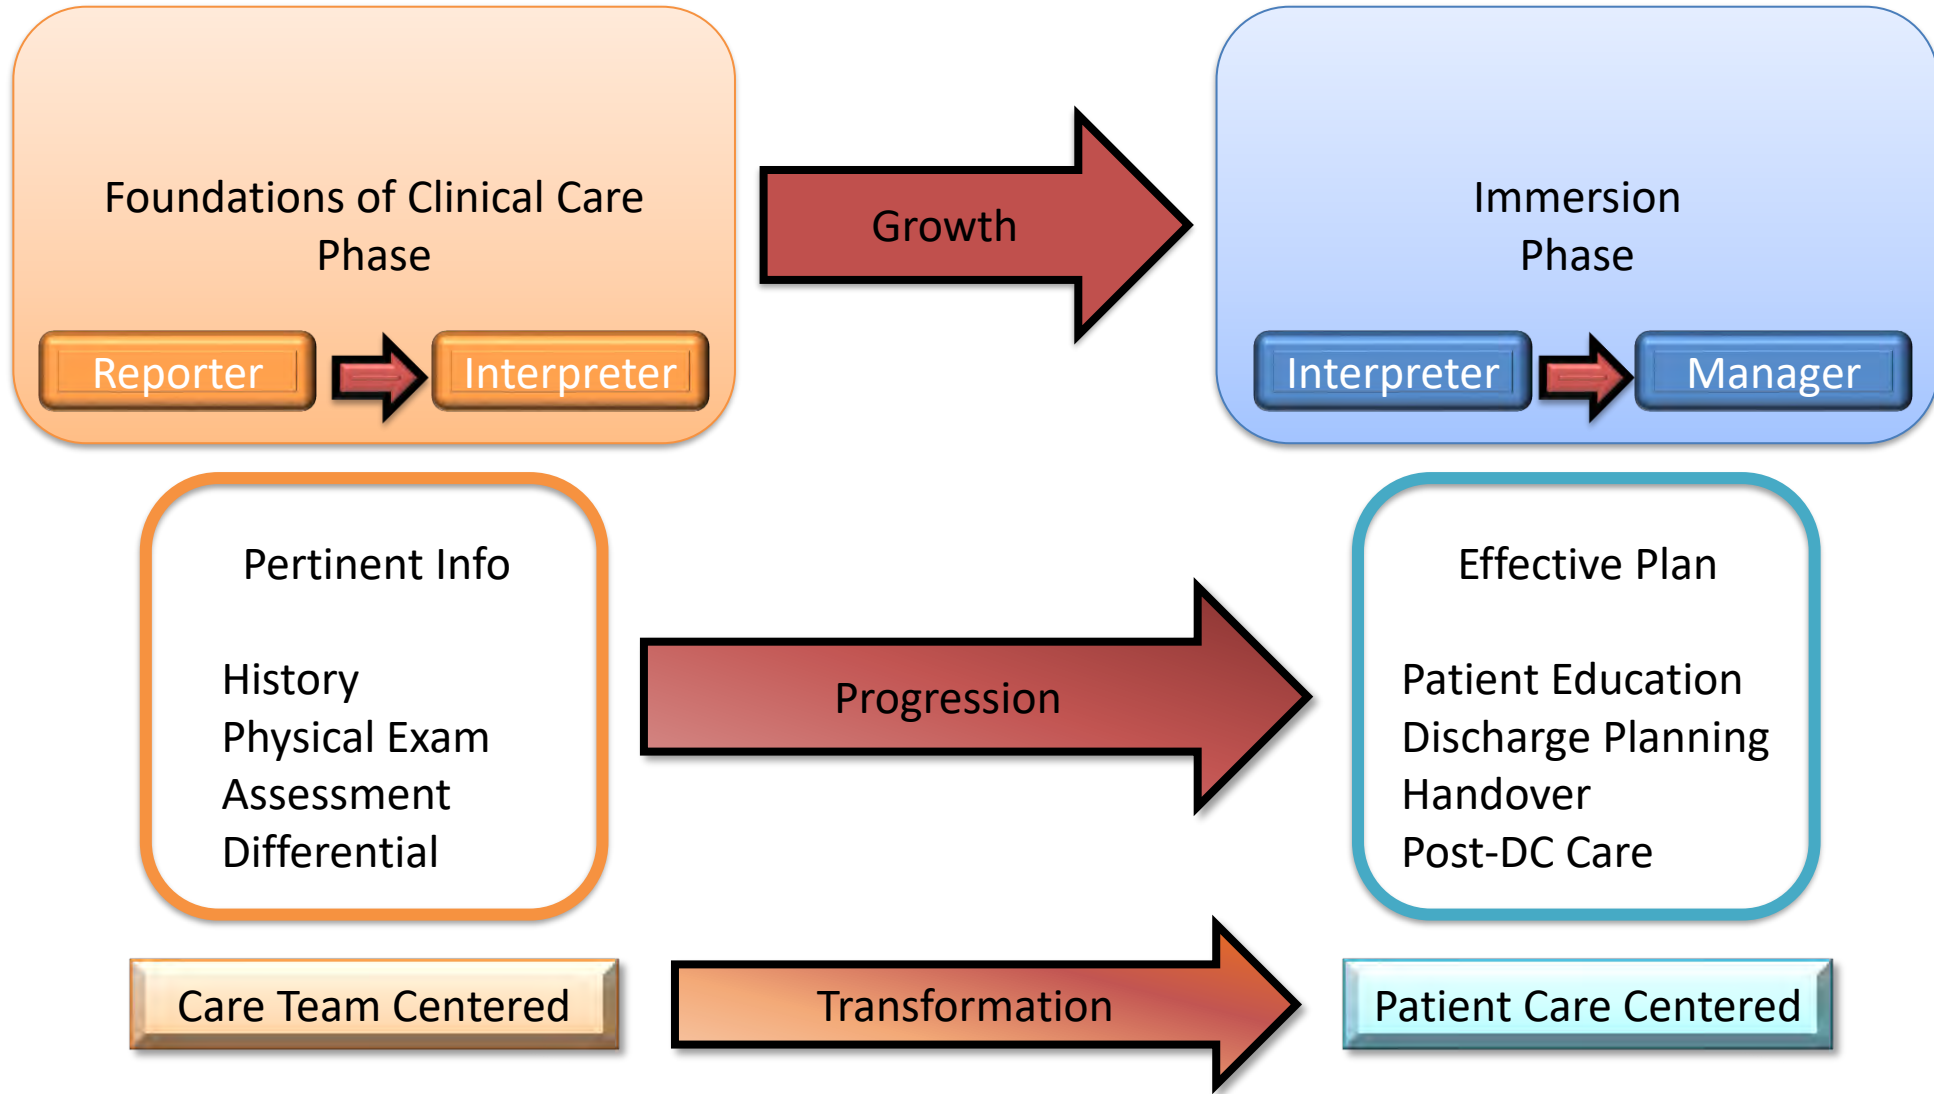 Foundations of Clinical Care
Phase
Reporter
Interpreter
Growth
Immersion
Phase
Interpreter
Manager
Pertinent Info
History
Physical Exam
Assessment
Differential
Progression
Effective Plan
Patient Education
Discharge Planning
Handover
Post-DC Care
Care Team Centered
Transformation
Patient Care Centered